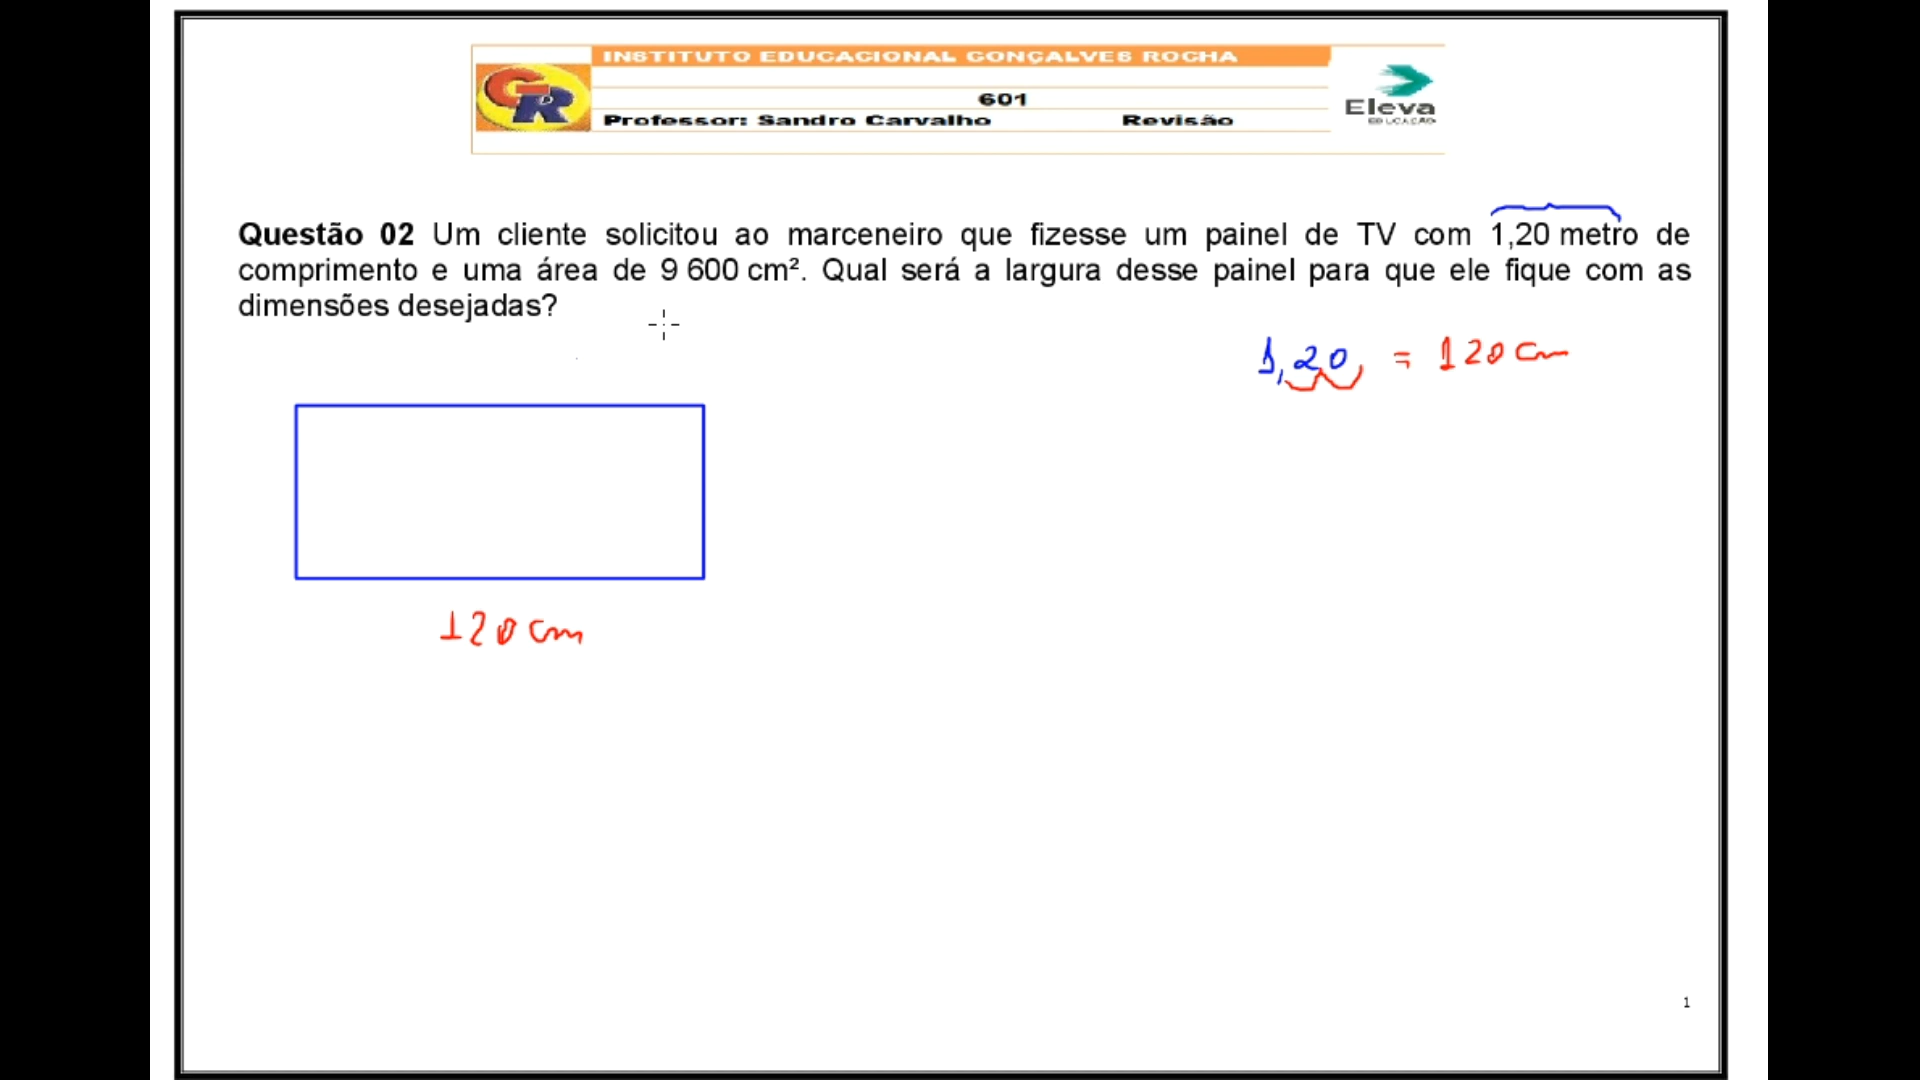 INSTITUTO EDUCACIONAL GONÇALVES ROCHA
GR
601
Professor: Sandro Carvalho Revisão
Eleva
EDUCAÇÃO
Questão 02 Um cliente solicitou ao marceneiro que fizesse um painel de TV com 1,20 metro de
comprimento e uma área de 9 600 cm². Qual será a largura desse painel para que ele fique com as
dimensões desejadas?
1,20, = 120 cm
120 cm
1